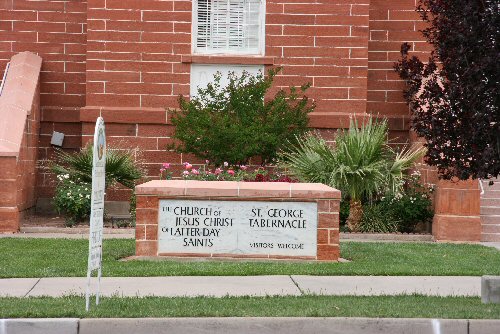 THE CHURCH OF
JESUS CHRIST
OF LATTER-DAY
SAINTS
ST. GEORGE
TABERNACLE
VISITORS WELCOME